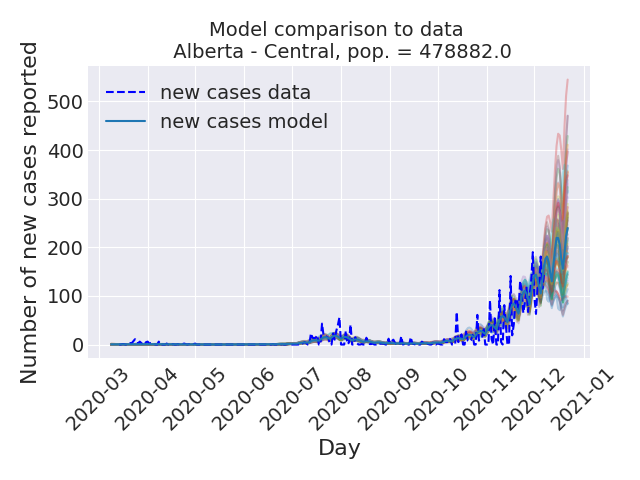 Model comparison to data
Alberta - Central, pop. = 478882.0
Number of new cases reported
500
400
300
200
100
0
new cases data
new cases model
2020-03
2020-04
2020-05
2020-06
2020-07
2020-08
2020-09
2020-10
2020-11
2020-12
2021-01
Day